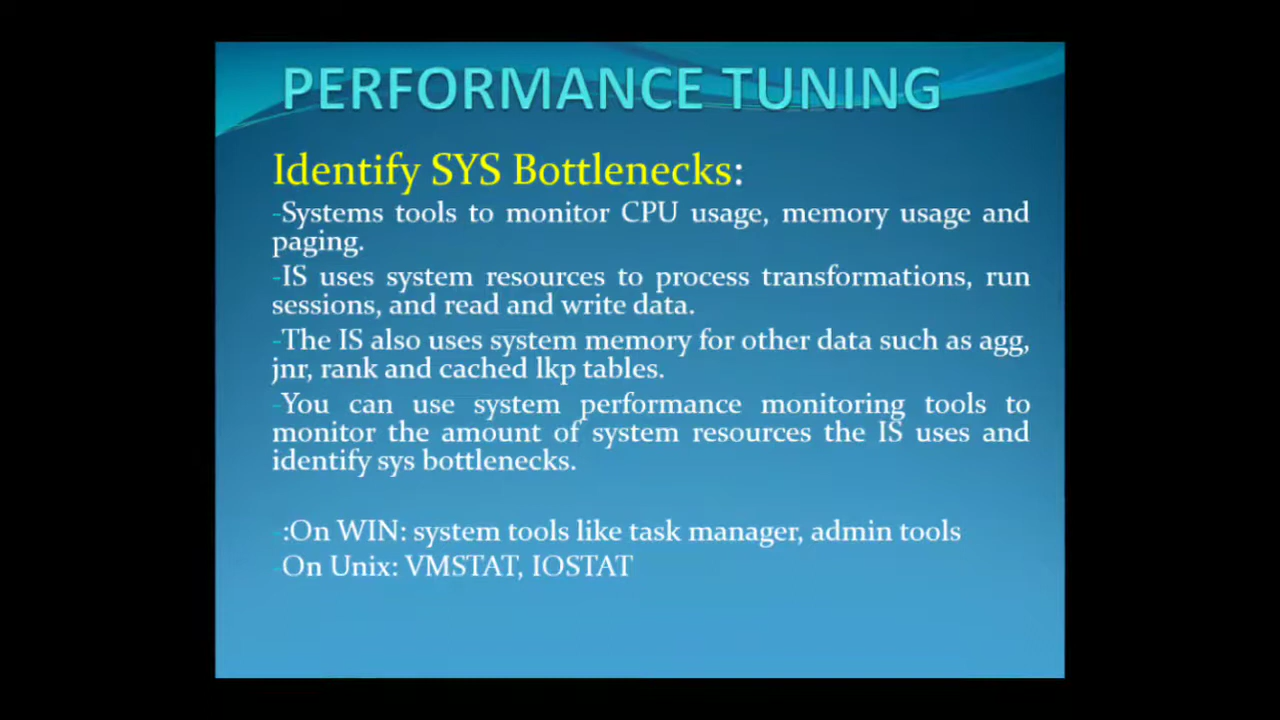 PERFORMANCE TUNING
Identify SYS Bottlenecks:
-Systems tools to monitor CPU usage, memory usage and
paging.
-IS uses system resources to process transformations, run
sessions, and read and write data.
-The IS also uses system memory for other data such as agg,
jnr, rank and cached lkp tables.
-You can use system performance monitoring tools to
monitor the amount of system resources the IS uses and
identify sys bottlenecks.
-:On WIN: system tools like task manager, admin tools
-On Unix: VMSTAT, IOSTAT